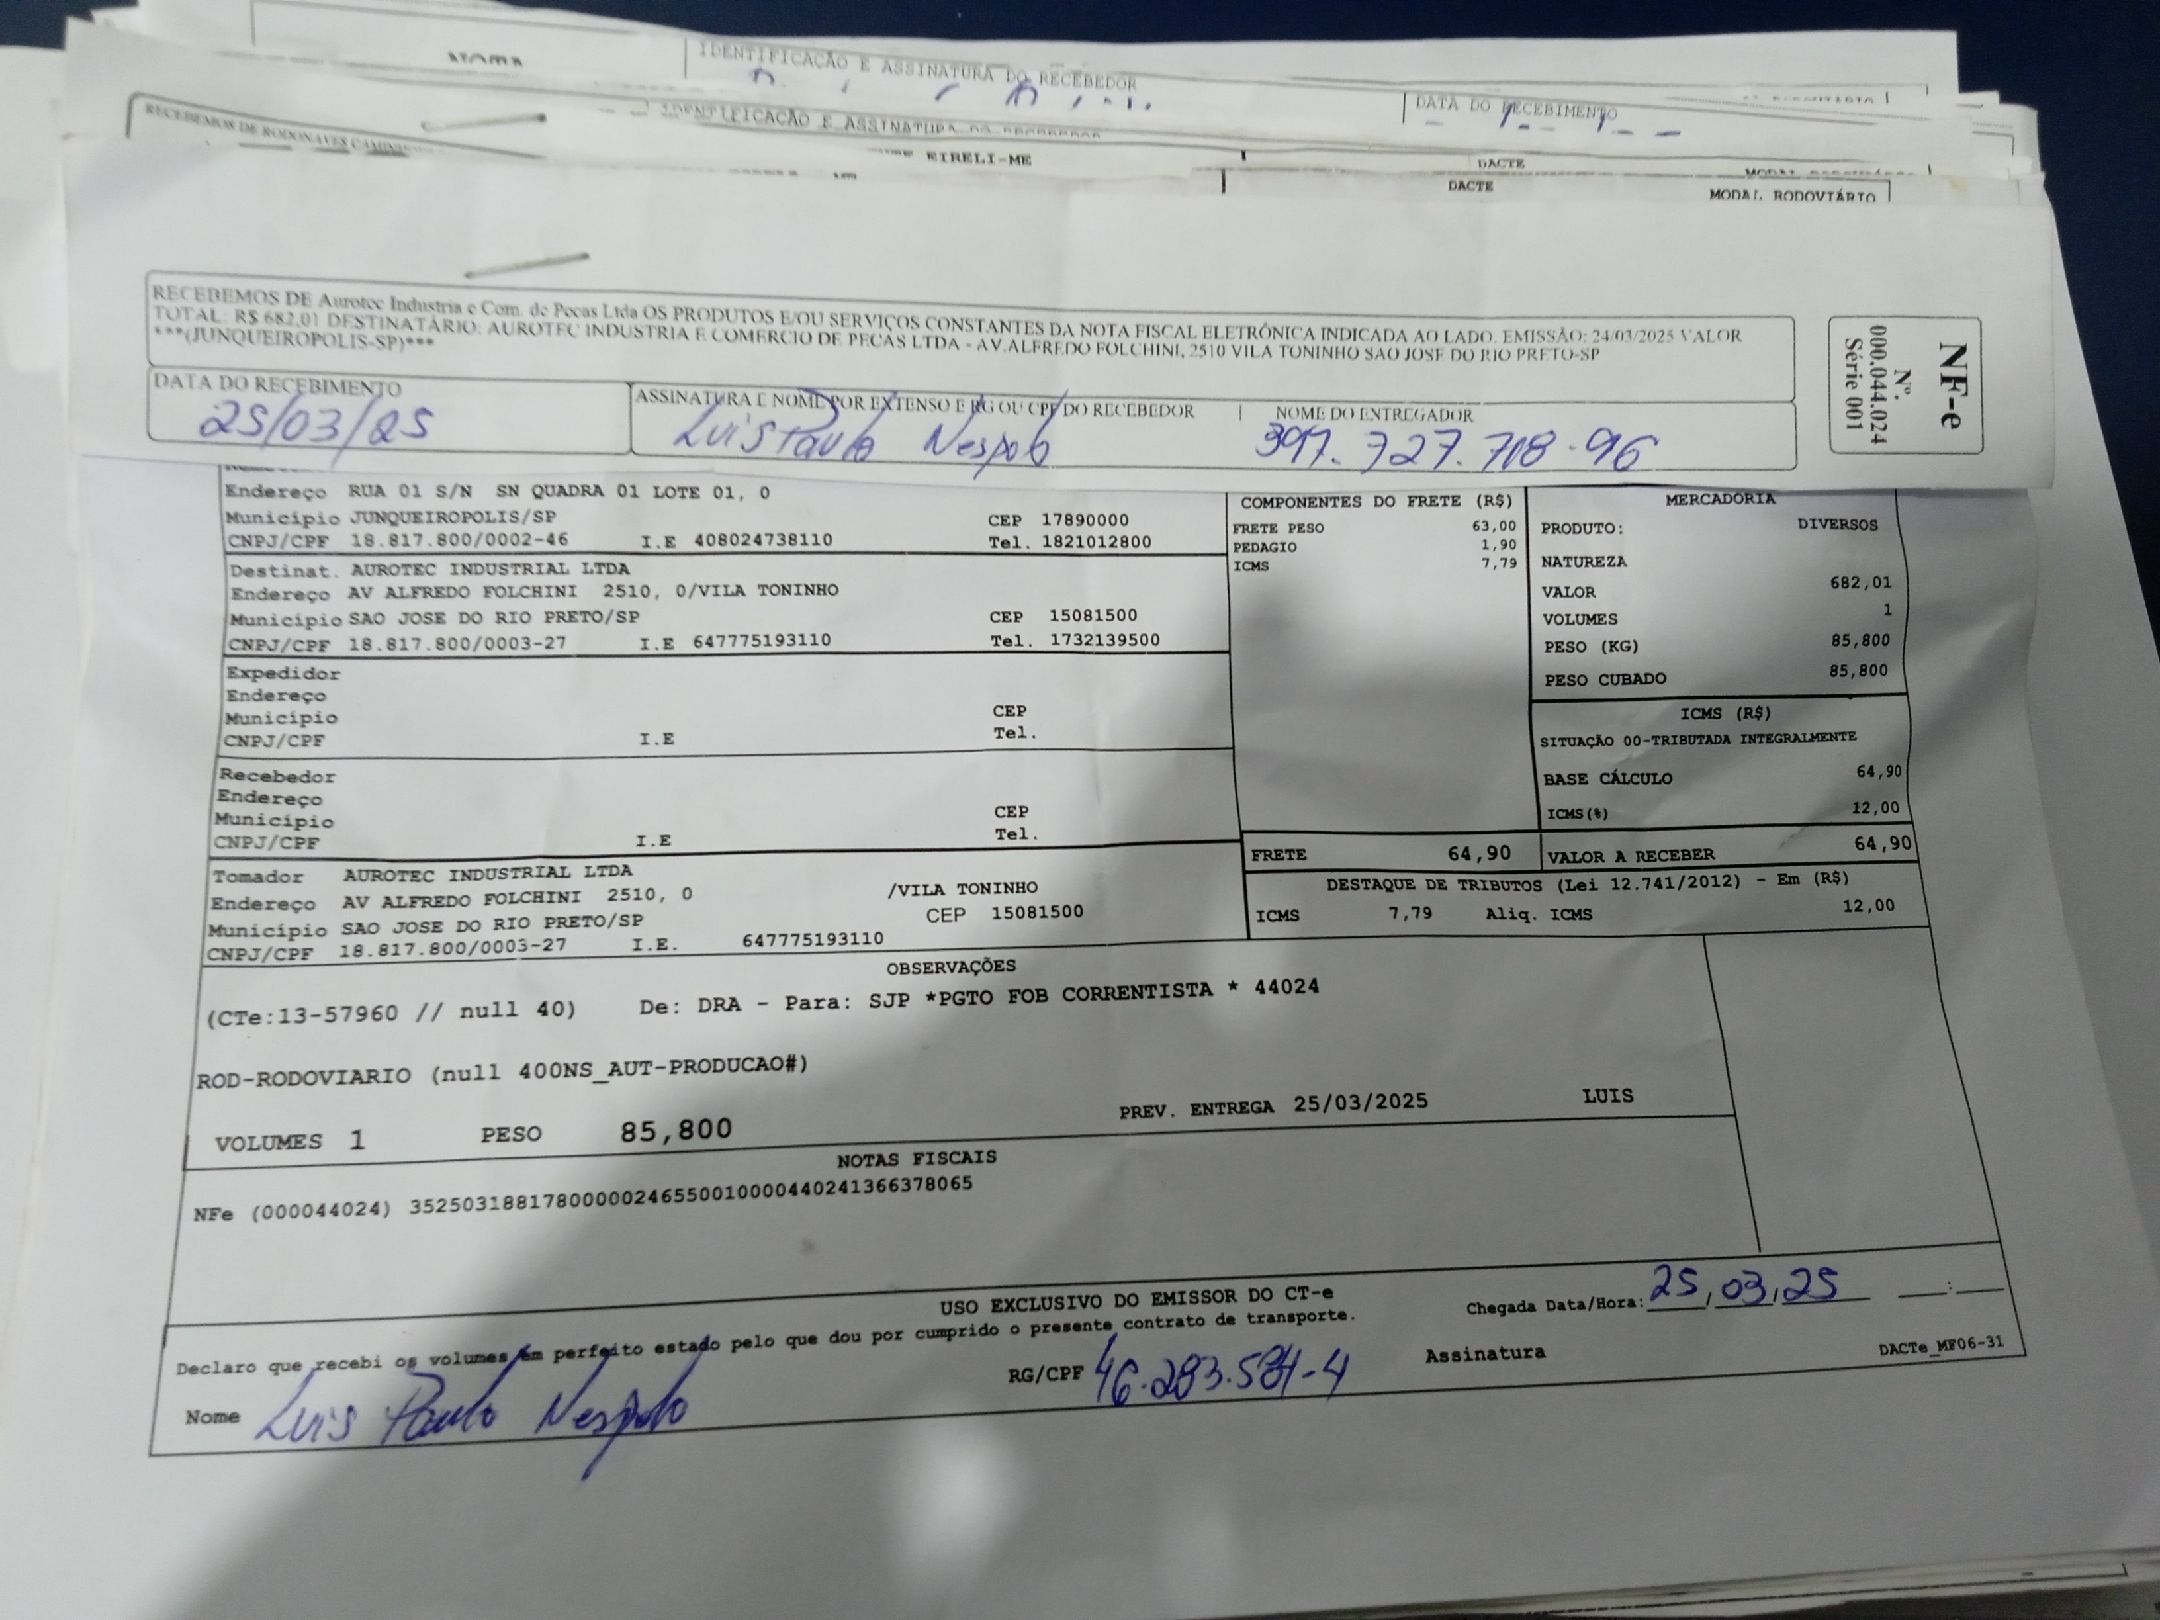 IDENTIFICAÇÃO E ASSINATURA DO RECEBEDOR
DATA DO RECEBIMENTO
IDENTIFICAÇÃO E ASSINATURA DO RECEBEDOR
RECEBEMOS DE RODONAVES
EIRELI-ME
DACTE
DACTE
MODAL RODOVIÁRIO
RECEBEMOS DE Aurotec Industria e Com. de Pecas Ltda OS PRODUTOS E/OU SERVIÇOS CONSTANTES DA NOTA FISCAL ELETRÔNICA INDICADA AO LADO. EMISSÃO: 24/03/2025 VALOR
TOTAL: R$ 682,01 DESTINATÁRIO: AUROTEC INDUSTRIA E COMERCIO DE PECAS LTDA - AV.ALFREDO FOLCHINI, 2510 VILA TONINHO SAO JOSE DO RIO PRETO-SP
***(JUNQUEIROPOLIS-SP)***
NF-e
Nº.
000.044.024
Série 001
DATA DO RECEBIMENTO
25/03/25
ASSINATURA E NOME POR EXTENSO E RG OU CPF DO RECEBEDOR
Luis Paulo Nespolo
NOME DO ENTREGADOR
397.727.718-96
Endereço RUA 01 S/N SN QUADRA 01 LOTE 01, 0
Município JUNQUEIROPOLIS/SP CEP 17890000
CNPJ/CPF 18.817.800/0002-46 I.E 408024738110 Tel. 1821012800
Destinat. AUROTEC INDUSTRIAL LTDA
Endereço AV ALFREDO FOLCHINI 2510, 0/VILA TONINHO
Município SAO JOSE DO RIO PRETO/SP CEP 15081500
CNPJ/CPF 18.817.800/0003-27 I.E 647775193110 Tel. 1732139500
Expedidor
Endereço
Município CEP
CNPJ/CPF I.E Tel.
Recebedor
Endereço
Município CEP
CNPJ/CPF I.E Tel.
Tomador AUROTEC INDUSTRIAL LTDA
Endereço AV ALFREDO FOLCHINI 2510, 0 /VILA TONINHO
Município SAO JOSE DO RIO PRETO/SP CEP 15081500
CNPJ/CPF 18.817.800/0003-27 I.E. 647775193110
COMPONENTES DO FRETE (R$)
FRETE PESO 63,00
PEDAGIO 1,90
ICMS 7,79
MERCADORIA
PRODUTO: DIVERSOS
NATUREZA
VALOR 682,01
VOLUMES 1
PESO (KG) 85,800
PESO CUBADO 85,800
ICMS (R$)
SITUAÇÃO 00-TRIBUTADA INTEGRALMENTE
BASE CÁLCULO 64,90
ICMS(%) 12,00
FRETE 64,90 VALOR A RECEBER 64,90
DESTAQUE DE TRIBUTOS (Lei 12.741/2012) - Em (R$)
ICMS 7,79 Aliq. ICMS 12,00
OBSERVAÇÕES
(CTe:13-57960 // null 40) De: DRA - Para: SJP *PGTO FOB CORRENTISTA * 44024
ROD-RODOVIARIO (null 400NS_AUT-PRODUCAO#)
VOLUMES 1 PESO 85,800 PREV. ENTREGA 25/03/2025 LUIS
NOTAS FISCAIS
NFe (000044024) 35250318817800000246550010000440241366378065
USO EXCLUSIVO DO EMISSOR DO CT-e
Declaro que recebi os volumes em perfeito estado pelo que dou por cumprido o presente contrato de transporte.
Chegada Data/Hora: 25/03/25 __:__
Nome Luis Paulo Nespolo RG/CPF 46.283.584-4 Assinatura
DACTe_MF06-31